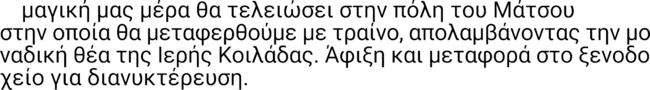 μαγική μας μέρα θα τελειώσει στην πόλη του Μάτσου
στην οποία θα μεταφερθούμε με τραίνο, απολαμβάνοντας την μο
ναδική θέα της Ιερής Κοιλάδας. Άφιξη και μεταφορά στο ξενοδο
χείο για διανυκτέρευση.